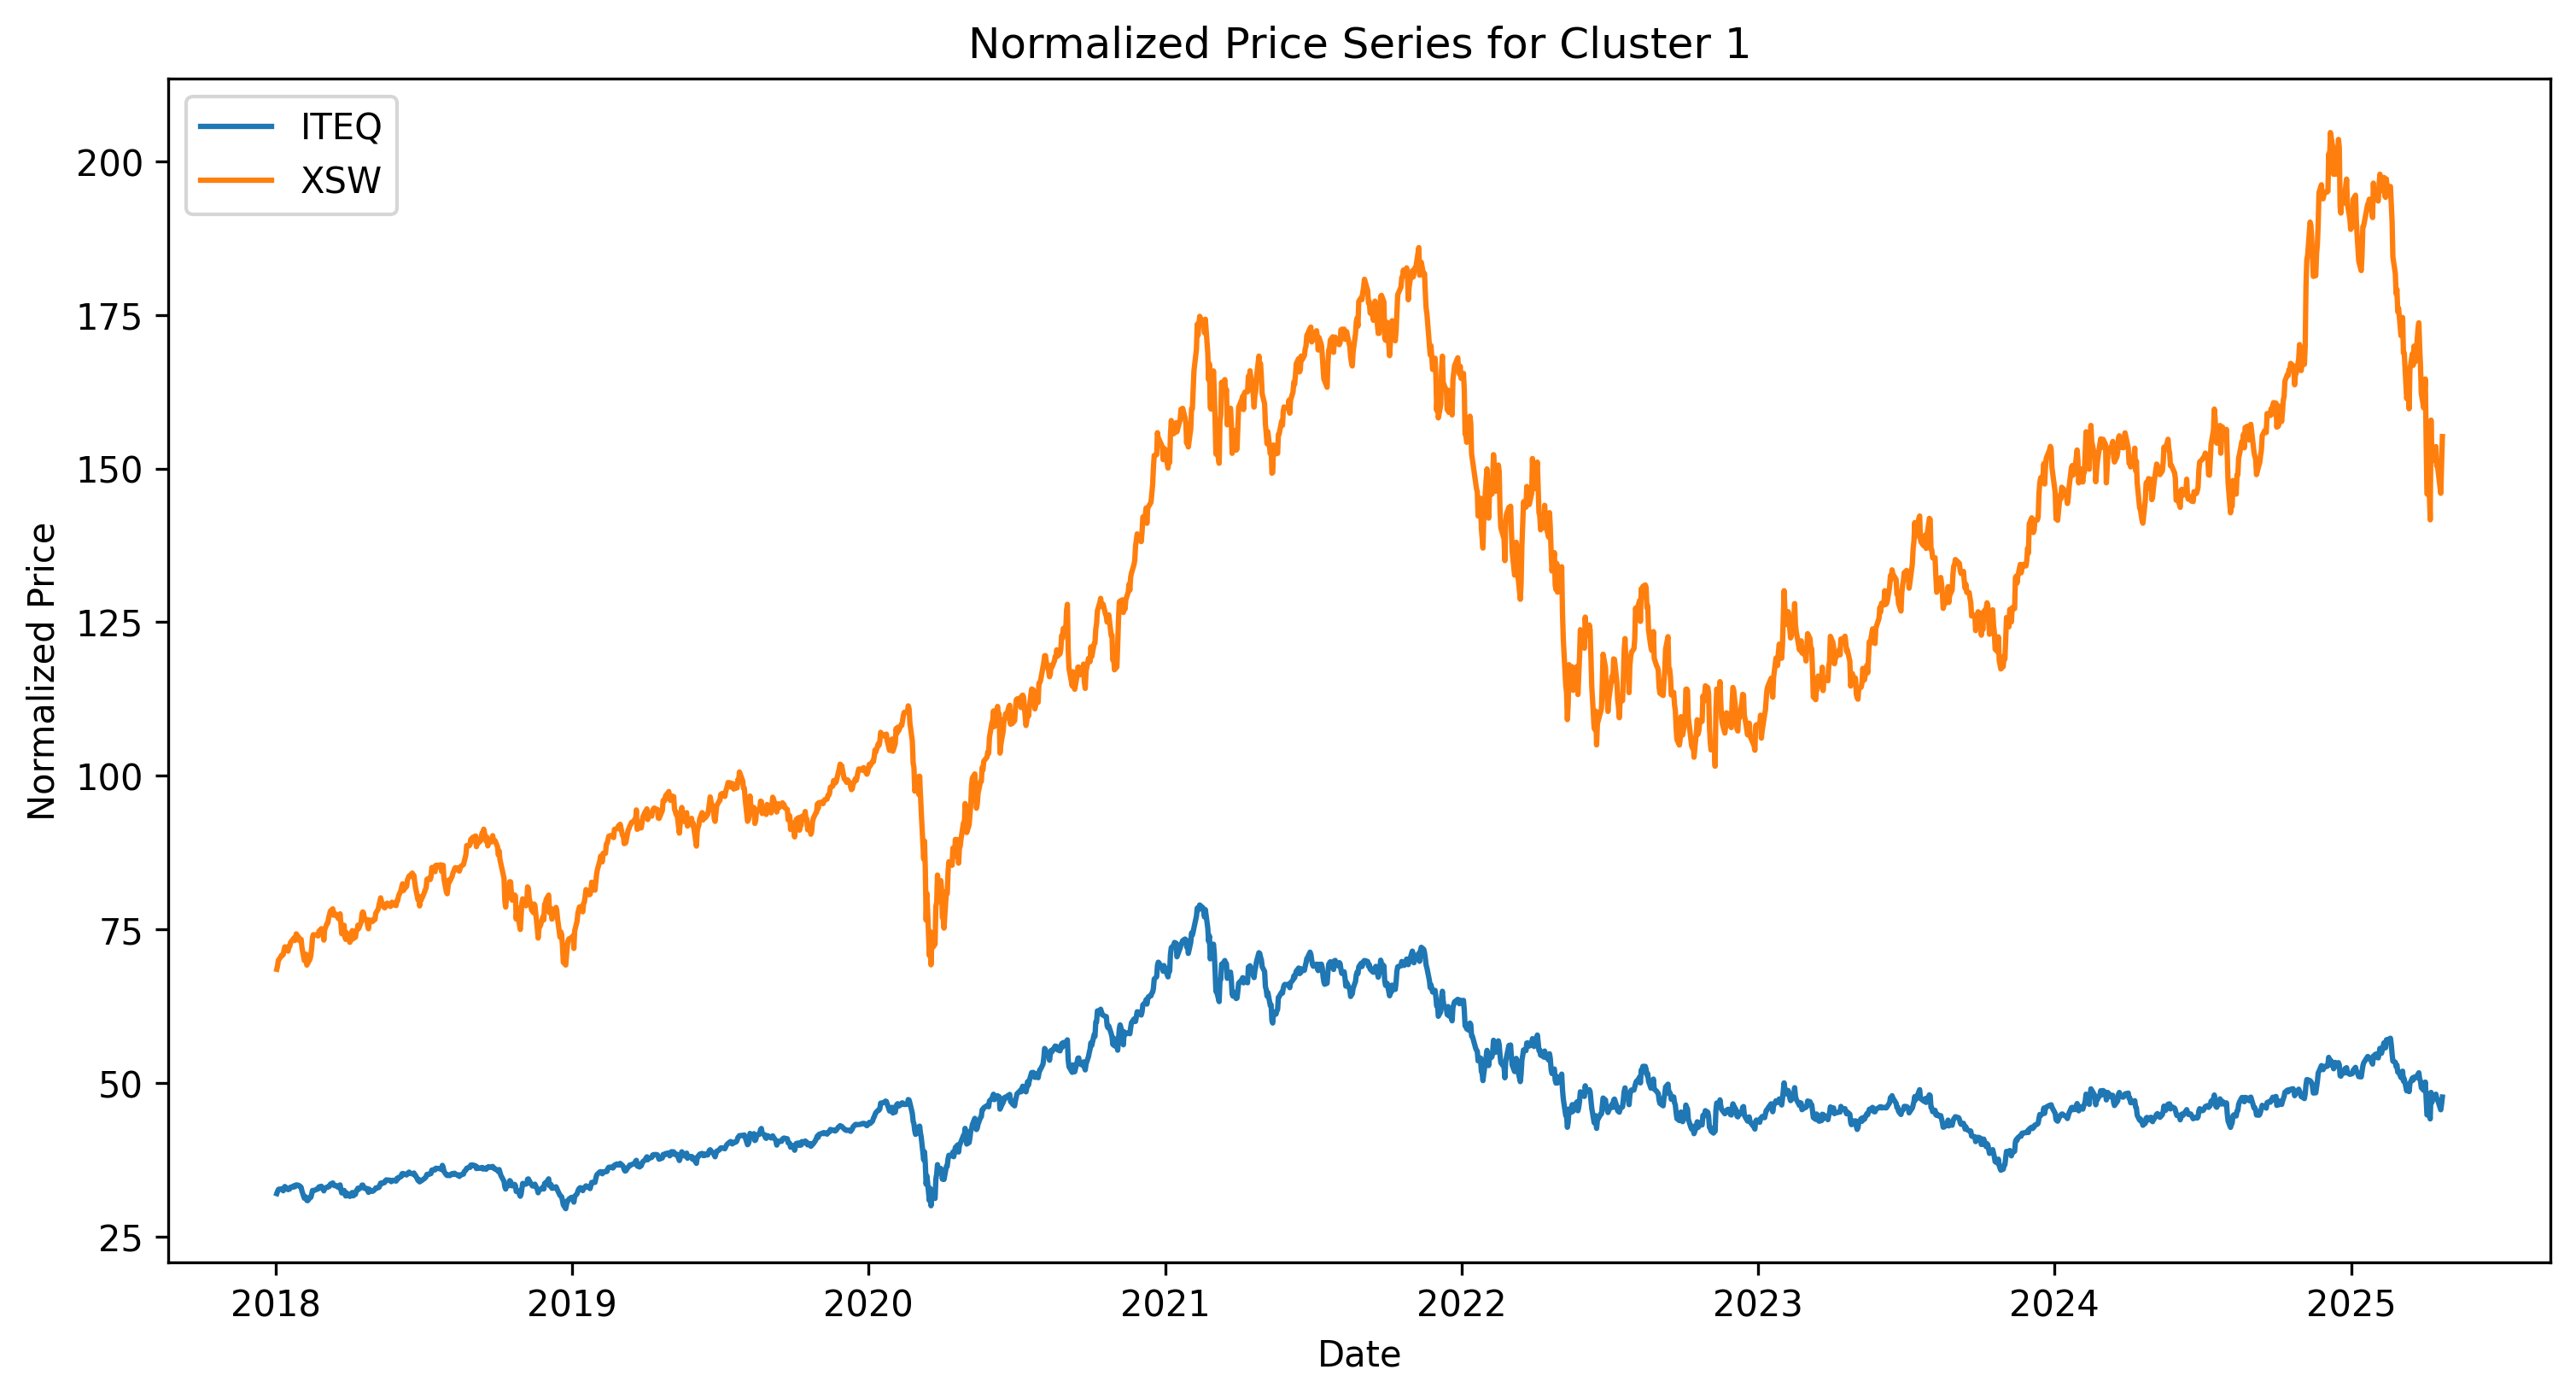 Normalized Price Series for Cluster 1
ITEQ
XSW
Normalized Price
200
175
150
125
100
75
50
25
2018 2019 2020 2021 2022 2023 2024 2025
Date